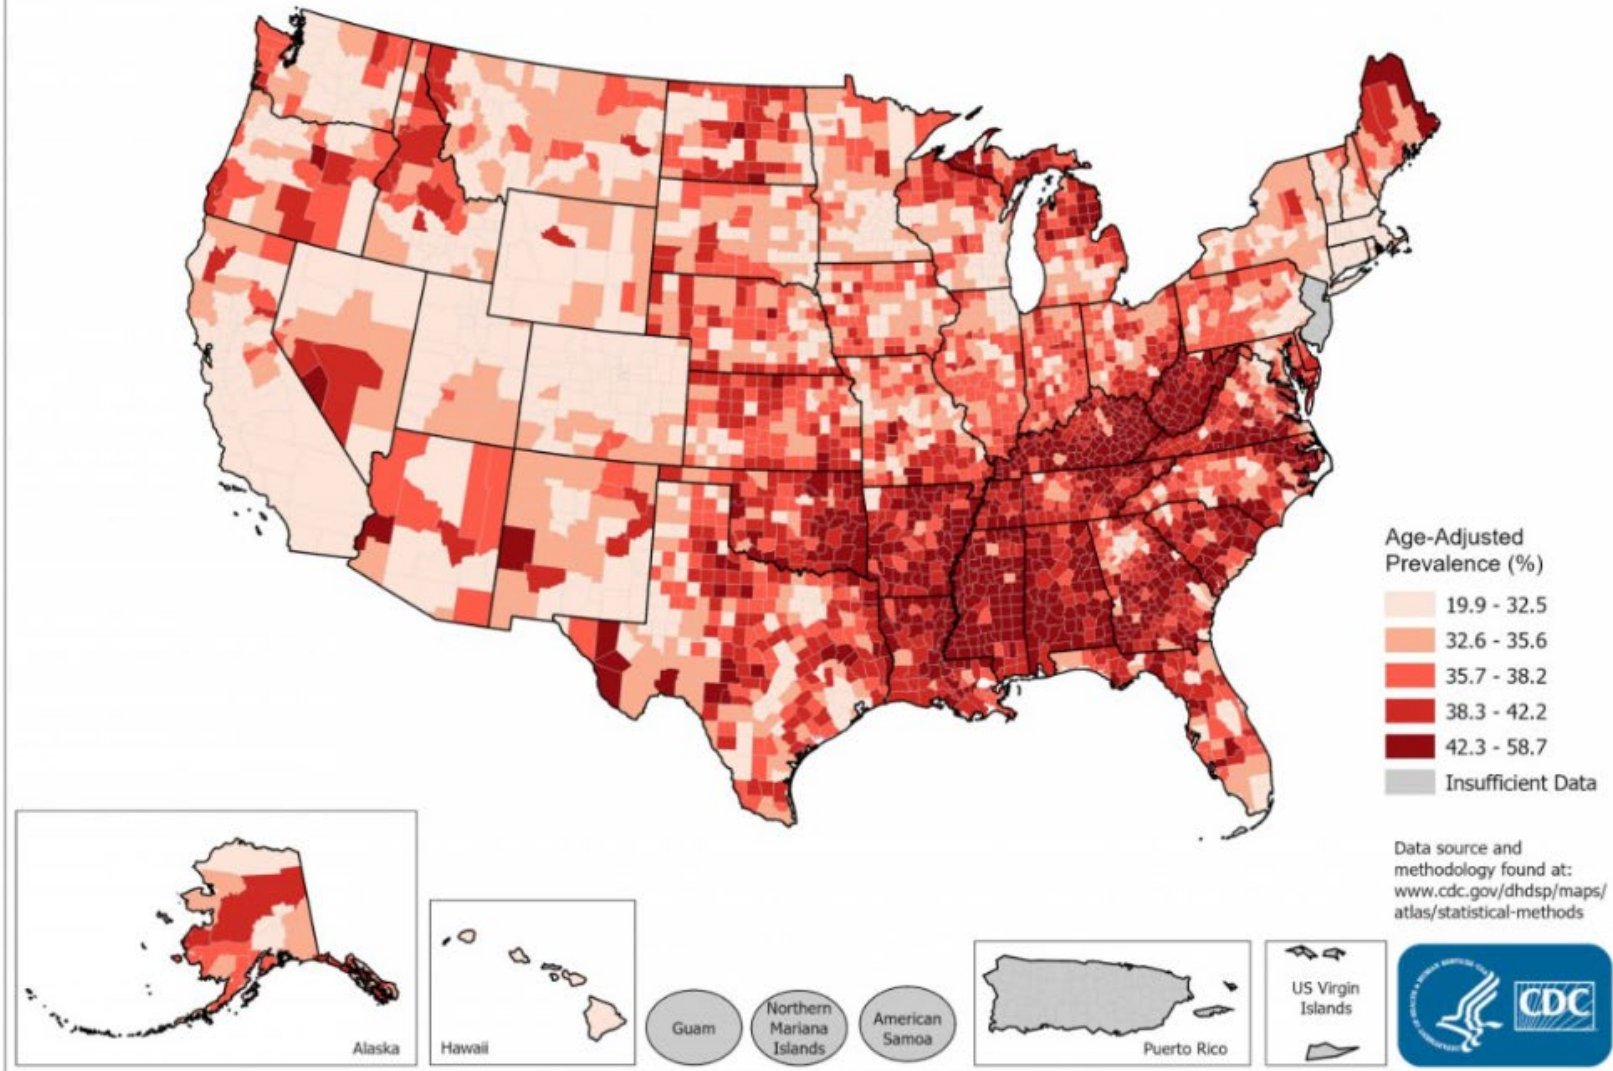 Age-Adjusted
Prevalence (%)
19.9 - 32.5
32.6 - 35.6
35.7 - 38.2
38.3 - 42.2
42.3 - 58.7
Insufficient Data
Data source and
methodology found at:
www.cdc.gov/dhdsp/maps/
atlas/statistical-methods
Alaska
Hawaii
Guam
Northern
Mariana
Islands
American
Samoa
Puerto Rico
US Virgin
Islands
CDC